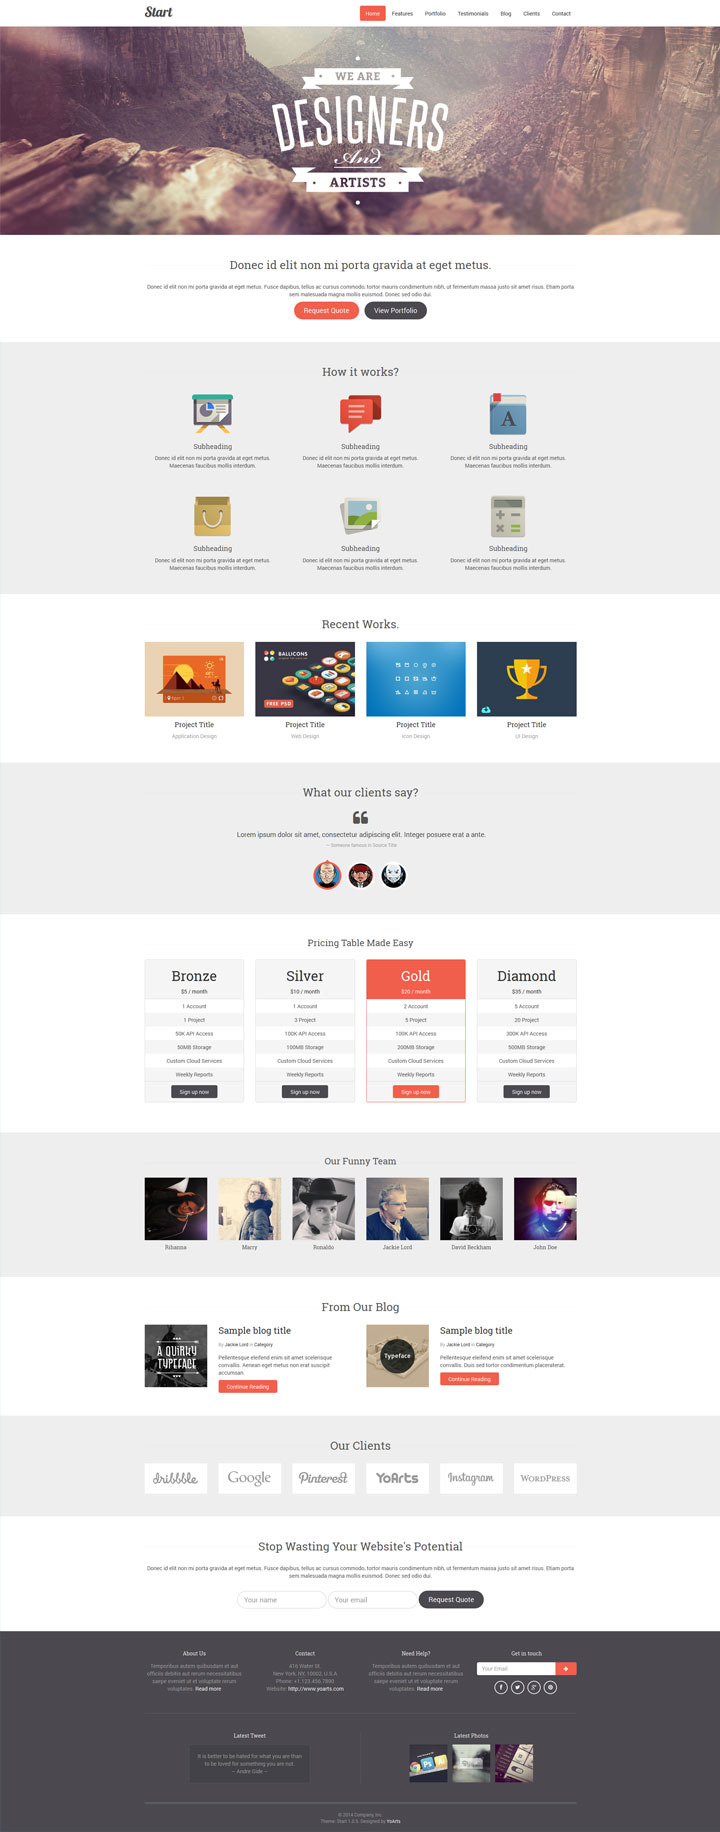 Start
Home Features Portfolio Testimonials Blog Clients Contact
WE ARE
DESIGNERS
And
ARTISTS
Donec id elit non mi porta gravida at eget metus.
Donec id elit non mi porta gravida at eget metus. Fusce dapibus, tellus ac cursus commodo, tortor mauris condimentum nibh, ut fermentum massa justo sit amet risus. Etiam porta
sem malesuada magna mollis euismod. Donec sed odio dui.
Request Quote View Portfolio
How it works?
A
Subheading Subheading Subheading
Donec id elit non mi porta gravida at eget metus. Donec id elit non mi porta gravida at eget metus. Donec id elit non mi porta gravida at eget metus.
Maecenas faucibus mollis interdum. Maecenas faucibus mollis interdum. Maecenas faucibus mollis interdum.
Subheading Subheading Subheading
Donec id elit non mi porta gravida at eget metus. Donec id elit non mi porta gravida at eget metus. Donec id elit non mi porta gravida at eget metus.
Maecenas faucibus mollis interdum. Maecenas faucibus mollis interdum. Maecenas faucibus mollis interdum.
Recent Works.
BALLICONS
FREE PSD
Project Title Project Title Project Title Project Title
Application Design Web Design Icon Design UI Design
What our clients say?
Lorem ipsum dolor sit amet, consectetur adipiscing elit. Integer posuere erat a ante.
— Someone famous in Source Title
Pricing Table Made Easy
Bronze Silver Gold Diamond
$5 / month $10 / month $20 / month $35 / month
1 Account 1 Account 2 Account 5 Account
1 Project 3 Project 5 Project 20 Project
50K API Access 100K API Access 100K API Access 300K API Access
50MB Storage 100MB Storage 200MB Storage 500MB Storage
Custom Cloud Services Custom Cloud Services Custom Cloud Services Custom Cloud Services
Weekly Reports Weekly Reports Weekly Reports Weekly Reports
Sign up now Sign up now Sign up now Sign up now
Our Funny Team
Rihanna Marry Ronaldo Jackie Lord David Beckham John Doe
From Our Blog
A QUIRKY
TYPEFACE
Sample blog title
By Jackie Lord in Category
Pellentesque eleifend enim sit amet scelerisque
convallis. Aenean eget metus non erat suscipit
accumsan.
Continue Reading
Typeface
Sample blog title
By Jackie Lord in Category
Pellentesque eleifend enim sit amet scelerisque
convallis. Duis sed tortor condimentum placeraterat.
Continue Reading
Our Clients
dribbble Google Pinterest YoArts Instagram WORDPRESS
Stop Wasting Your Website's Potential
Donec id elit non mi porta gravida at eget metus. Fusce dapibus, tellus ac cursus commodo, tortor mauris condimentum nibh, ut fermentum massa justo sit amet risus. Etiam porta
sem malesuada magna mollis euismod. Donec sed odio dui.
Your name Your email Request Quote
About Us
Temporibus autem quibusdam et aut
officiis debitis aut rerum necessitatibus
saepe eveniet ut et voluptate rerum
voluptates. Read more
Contact
416 Water St.
New York, NY, 10002, U.S.A
Phone: +1.123.456.7890
Website: http://www.yoarts.com
Need Help?
Temporibus autem quibusdam et aut
officiis debitis aut rerum necessitatibus
saepe eveniet ut et voluptate rerum
voluptates. Read more
Get in touch
Your Email +
Latest Tweet
It is better to be hated for what you are than
to be loved for something you are not.
~ Andre Gide ~
Latest Photos
© 2014 Company, Inc.
Theme: Start 1.3.5. Designed by YoArts